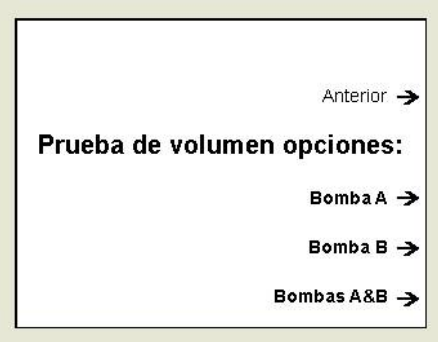 Anterior →
Prueba de volumen opciones:
Bomba A →
Bomba B →
Bombas A&B →